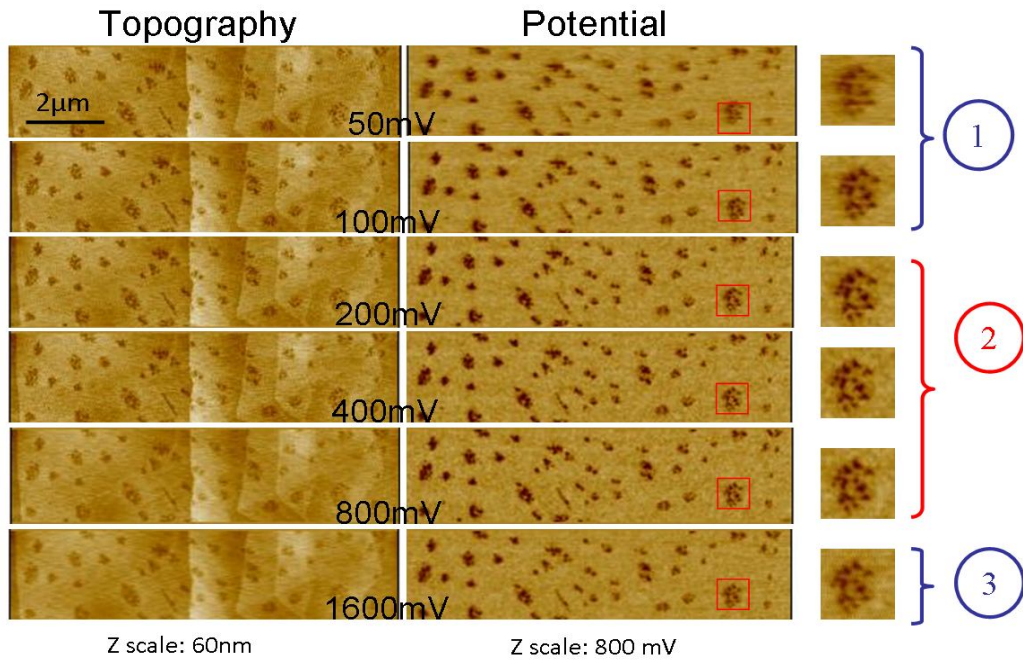 Topography
Potential
2μm
50mV
100mV
200mV
400mV
800mV
1600mV
1
2
3
Z scale: 60nm
Z scale: 800 mV